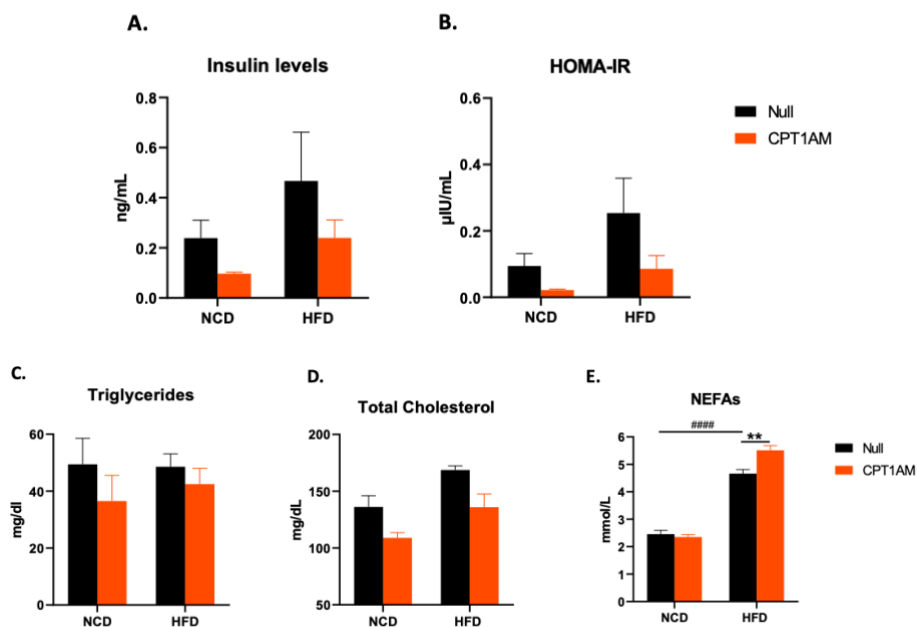 A.
Insulin levels
ng/mL
0.8
0.6
0.4
0.2
0.0
NCD
HFD
B.
HOMA-IR
µIU/mL
0.6
0.4
0.2
0.0
NCD
HFD
Null
CPT1AM
C.
Triglycerides
mg/dl
60
40
20
0
NCD
HFD
D.
Total Cholesterol
mg/dL
200
150
100
50
NCD
HFD
E.
NEFAs
####
**
mmol/L
6
5
4
3
2
1
0
NCD
HFD
Null
CPT1AM